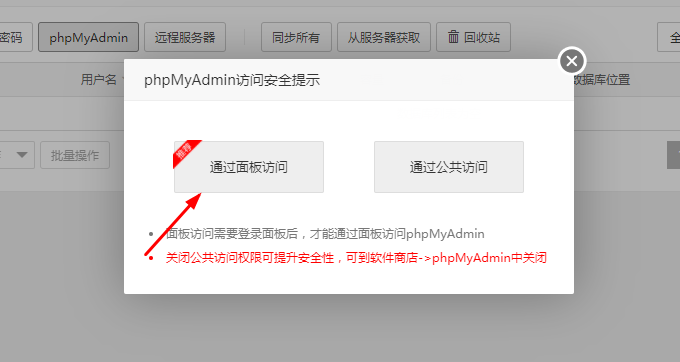 密码 phpMyAdmin 远程服务器 同步所有 从服务器获取 回收站 全
用户名 数据库位置
phpMyAdmin访问安全提示
批量操作
推荐
通过面板访问 通过公共访问
面板访问需要登录面板后，才能通过面板访问phpMyAdmin
关闭公共访问权限可提升安全性，可到软件商店->phpMyAdmin中关闭